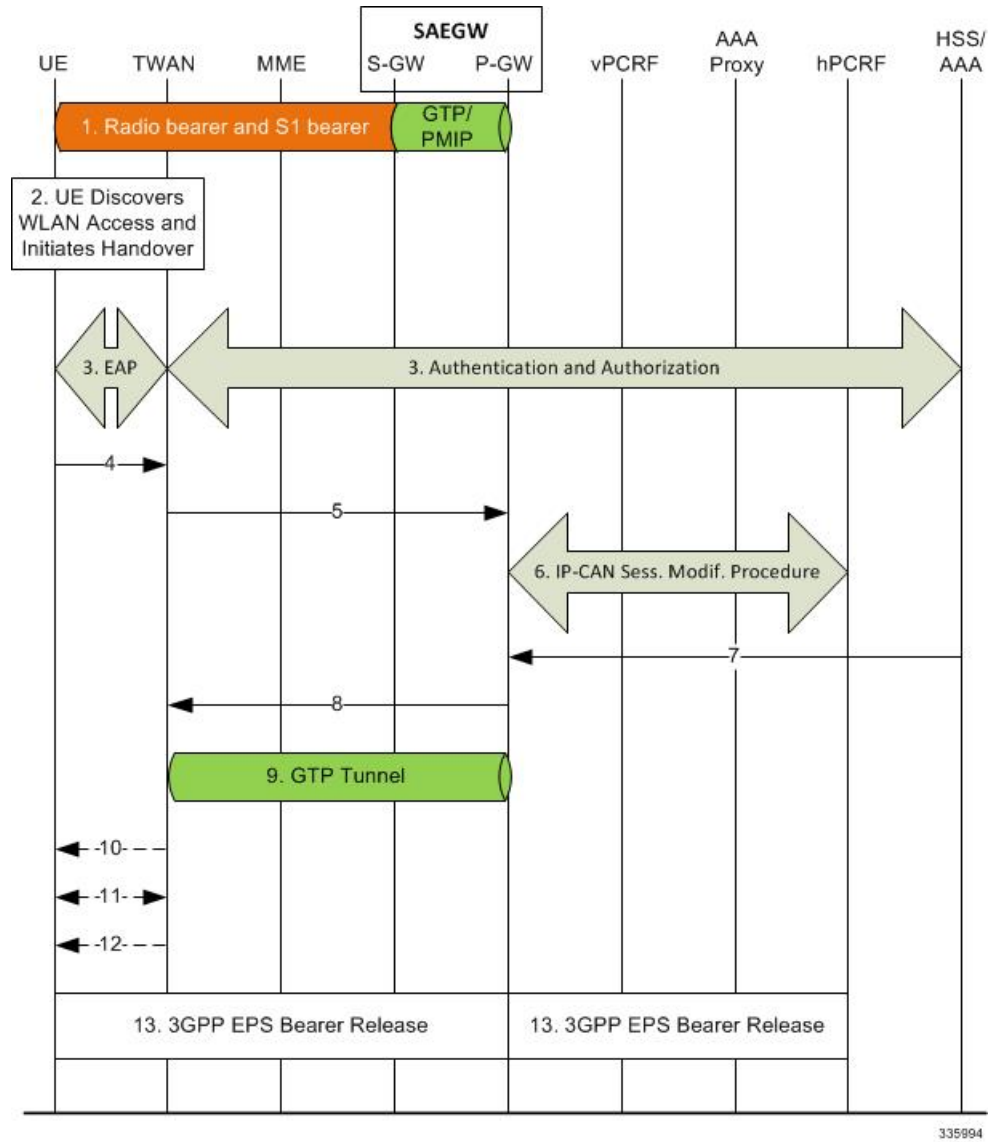 SAEGW
AAA
HSS/
UE TWAN MME S-GW P-GW vPCRF Proxy hPCRF AAA
1. Radio bearer and S1 bearer
GTP/
PMIP
2. UE Discovers
WLAN Access and
Initiates Handover
3. EAP
3. Authentication and Authorization
4
5
6. IP-CAN Sess. Modif. Procedure
7
8
9. GTP Tunnel
10
11
12
13. 3GPP EPS Bearer Release
13. 3GPP EPS Bearer Release
335994